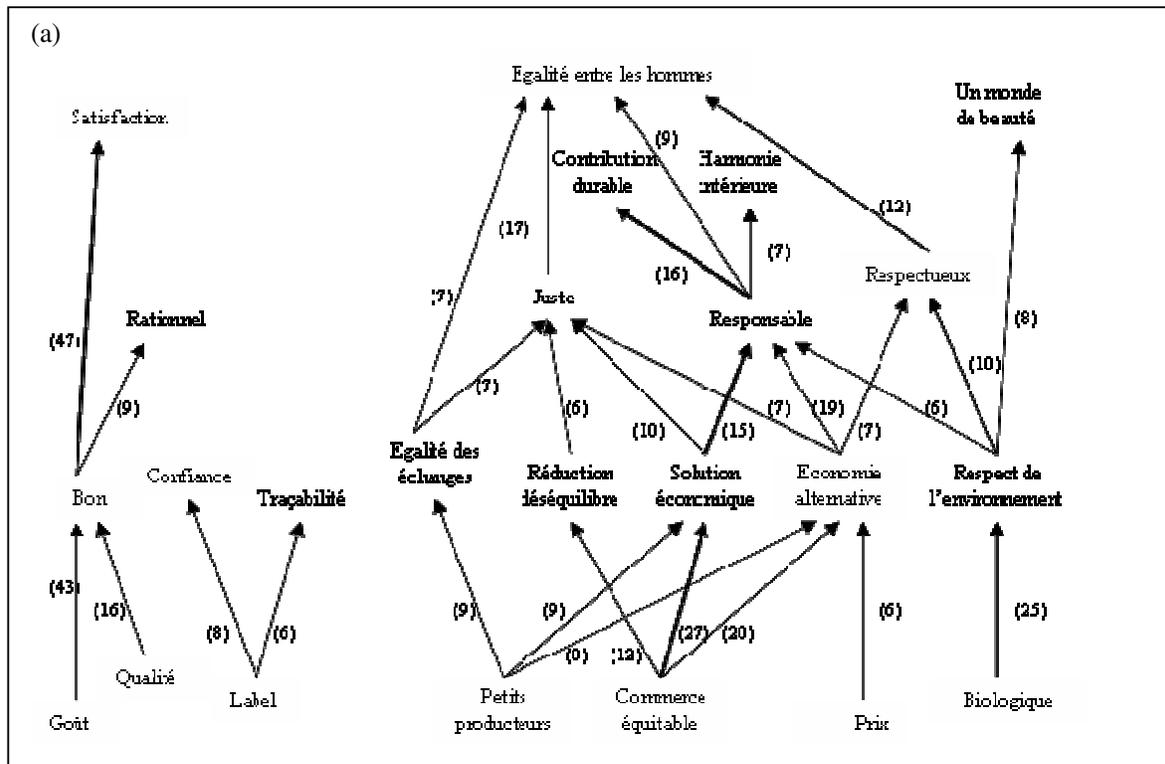 (a)
Egalité entre les hommes
Un monde
de beauté
Satisfaction
(9)
Contribution
durable
Harmonie
intérieure
(12)
(17)
(7)
(16)
Respectueux
(7)
Juste
Rationnel
Responsable
(8)
(47)
(10)
(7)
(9)
(6)
(7)
(19)
(6)
(10)
(15)
(7)
Egalité des
échanges
Confiance
Réduction
déséquilibre
Solution
économique
Economie
alternative
Respect de
l'environnement
Bon
Traçabilité
(43)
(16)
(9)
(9)
(6)
(25)
(8)
(6)
(27)
(20)
(12)
Qualité
Label
Petits
producteurs
Commerce
équitable
Biologique
Goût
Prix